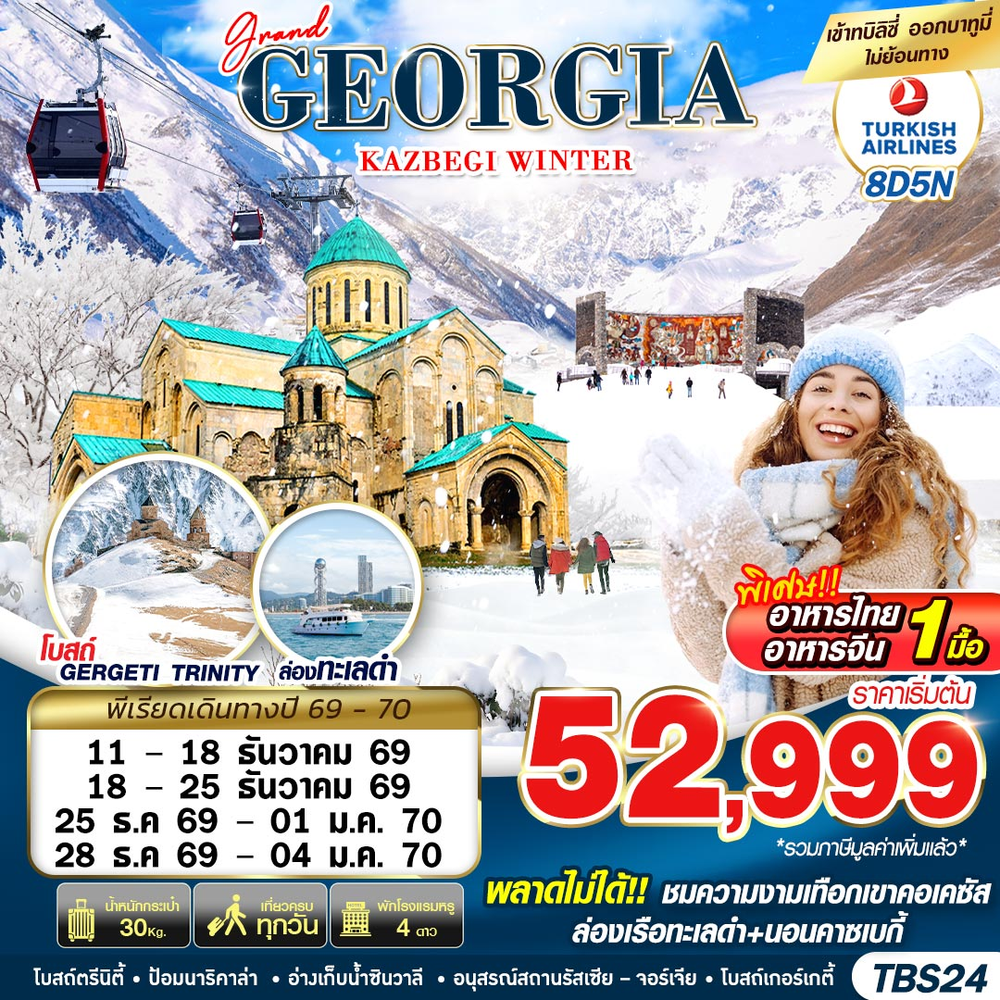 Grand
GEORGIA
KAZBEGI WINTER
เข้าทบิลิซี่ ออกบาทูมี่
ไม่ย้อนทาง
TURKISH
AIRLINES
8D5N
พิเศษ!!
อาหารไทย
อาหารจีน 1 มื้อ
โบสถ์
GERGETI TRINITY
ล่องทะเลดำ
พีเรียดเดินทางปี 69 - 70
11 – 18 ธันวาคม 69
18 – 25 ธันวาคม 69
25 ธ.ค 69 – 01 ม.ค. 70
28 ธ.ค 69 – 04 ม.ค. 70
ราคาเริ่มต้น
52,999
*รวมภาษีมูลค่าเพิ่มแล้ว*
น้ำหนักกระเป๋า
30Kg.
เที่ยวครบ
ทุกวัน
HOTEL
พักโรงแรมหรู
4 ดาว
พลาดไม่ได้!! ชมความงามเทือกเขาคอเคซัส
ล่องเรือทะเลดำ+นอนคาซเบกี้
โบสถ์ตรีนิตี้ • ป้อมนาริคาล่า • อ่างเก็บน้ำซินวาลี • อนุสรณ์สถานรัสเซีย – จอร์เจีย • โบสถ์เกอร์เกตี้
TBS24